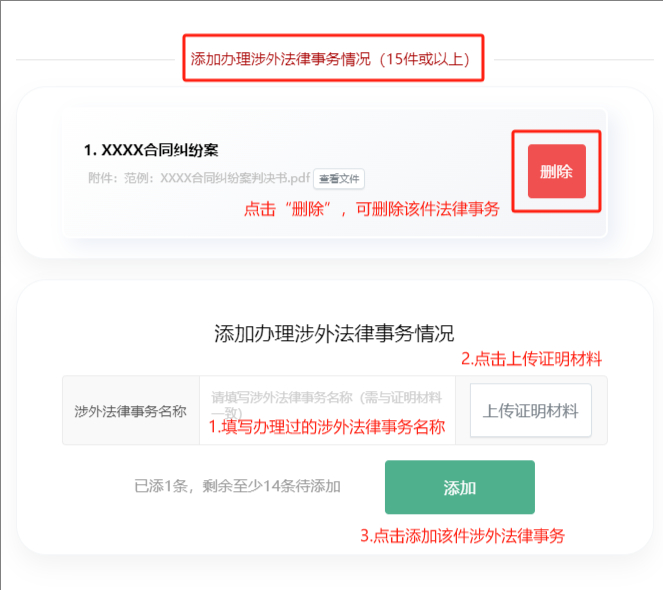 添加办理涉外法律事务情况（15件或以上）
1. XXXX合同纠纷案
附件：范例：XXXX合同纠纷案判决书.pdf 查看文件
删除
点击“删除”，可删除该件法律事务
添加办理涉外法律事务情况
2.点击上传证明材料
涉外法律事务名称
请填写涉外法律事务名称（需与证明材料
一致）
上传证明材料
1.填写办理过的涉外法律事务名称
已添1条，剩余至少14条待添加
添加
3.点击添加该件涉外法律事务